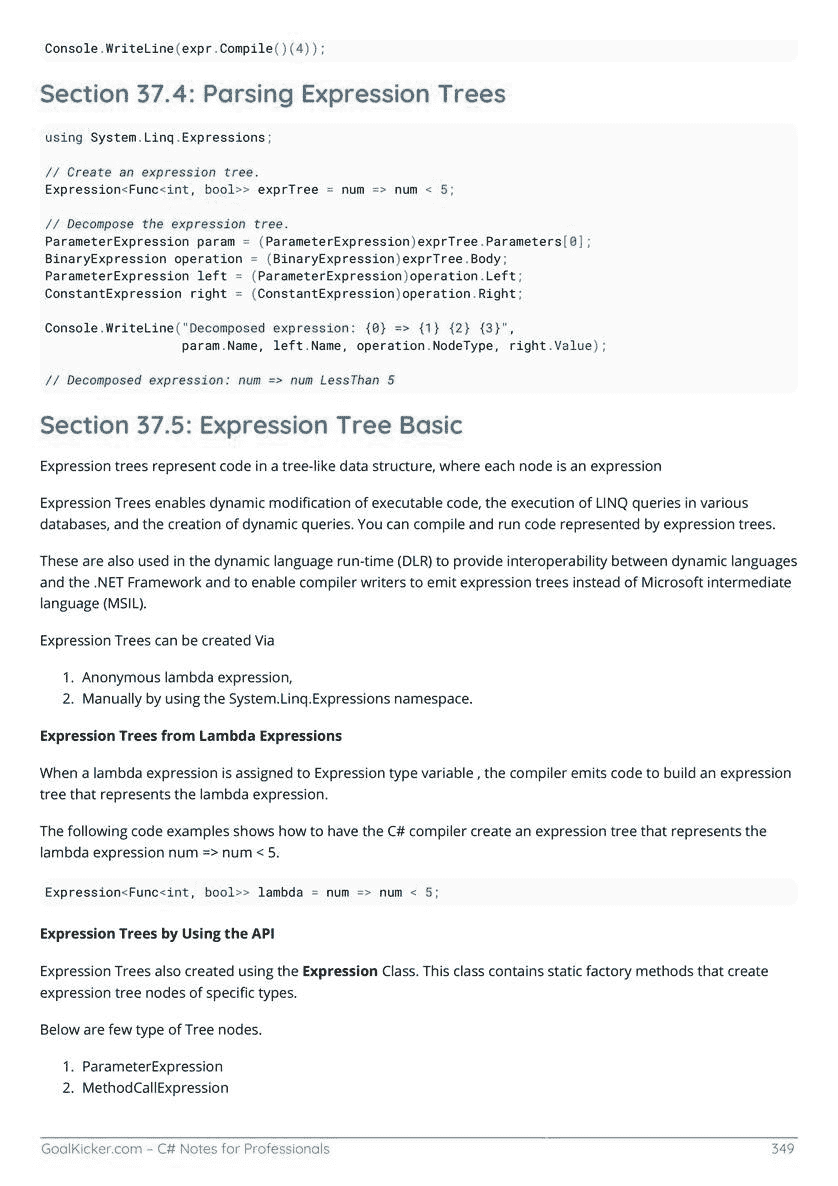 Console.WriteLine(expr.Compile()(4));
Section 37.4: Parsing Expression Trees
using System.Linq.Expressions;
// Create an expression tree.
Expression<Func<int, bool>> exprTree = num => num < 5;
// Decompose the expression tree.
ParameterExpression param = (ParameterExpression)exprTree.Parameters[0];
BinaryExpression operation = (BinaryExpression)exprTree.Body;
ParameterExpression left = (ParameterExpression)operation.Left;
ConstantExpression right = (ConstantExpression)operation.Right;
Console.WriteLine("Decomposed expression: {0} => {1} {2} {3}",
param.Name, left.Name, operation.NodeType, right.Value);
// Decomposed expression: num => num LessThan 5
Section 37.5: Expression Tree Basic
Expression trees represent code in a tree-like data structure, where each node is an expression
Expression Trees enables dynamic modification of executable code, the execution of LINQ queries in various
databases, and the creation of dynamic queries. You can compile and run code represented by expression trees.
These are also used in the dynamic language run-time (DLR) to provide interoperability between dynamic languages
and the .NET Framework and to enable compiler writers to emit expression trees instead of Microsoft intermediate
language (MSIL).
Expression Trees can be created Via
1. Anonymous lambda expression,
2. Manually by using the System.Linq.Expressions namespace.
Expression Trees from Lambda Expressions
When a lambda expression is assigned to Expression type variable , the compiler emits code to build an expression
tree that represents the lambda expression.
The following code examples shows how to have the C# compiler create an expression tree that represents the
lambda expression num => num < 5.
Expression<Func<int, bool>> lambda = num => num < 5;
Expression Trees by Using the API
Expression Trees also created using the Expression Class. This class contains static factory methods that create
expression tree nodes of specific types.
Below are few type of Tree nodes.
1. ParameterExpression
2. MethodCallExpression
GoalKicker.com – C# Notes for Professionals 349